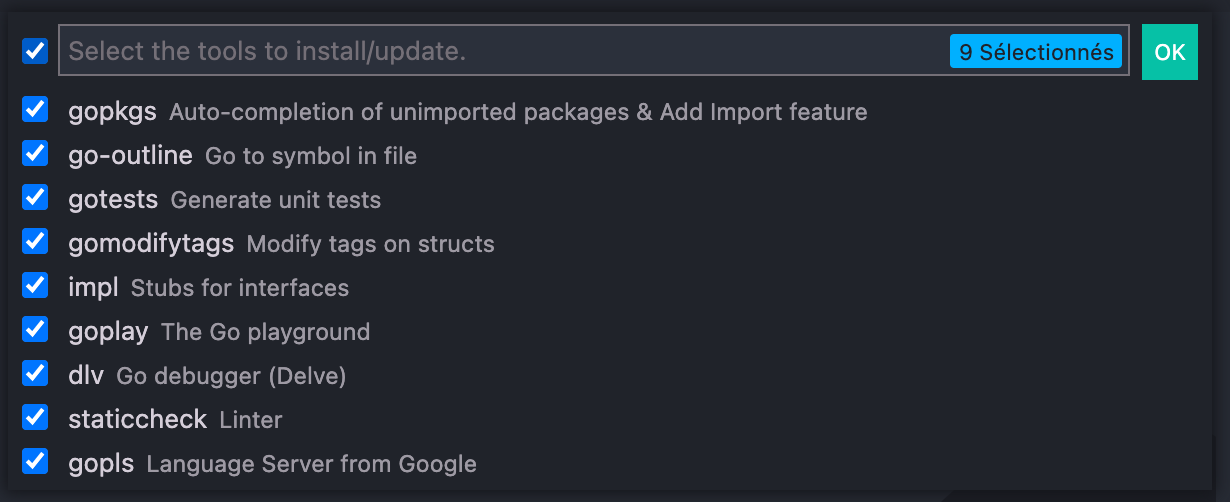 Select the tools to install/update. 9 Sélectionnés OK
gopkgs Auto-completion of unimported packages & Add Import feature
go-outline Go to symbol in file
gotests Generate unit tests
gomodifytags Modify tags on structs
impl Stubs for interfaces
goplay The Go playground
dlv Go debugger (Delve)
staticcheck Linter
gopls Language Server from Google